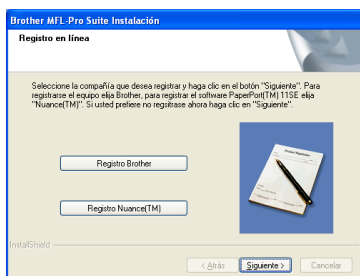 Brother MFL-Pro Suite Instalación
Registro en línea
Seleccione la compañía que desea registrar y haga clic en el botón "Siguiente". Para
registrarse el equipo elija Brother, para registrar el software PaperPort(TM) 11SE elija
"Nuance(TM)". Si usted prefiere no regsitrase ahora haga clic en "Siguiente".
Registro Brother
Registro Nuance(TM)
InstallShield
< Atrás
Siguiente >
Cancelar